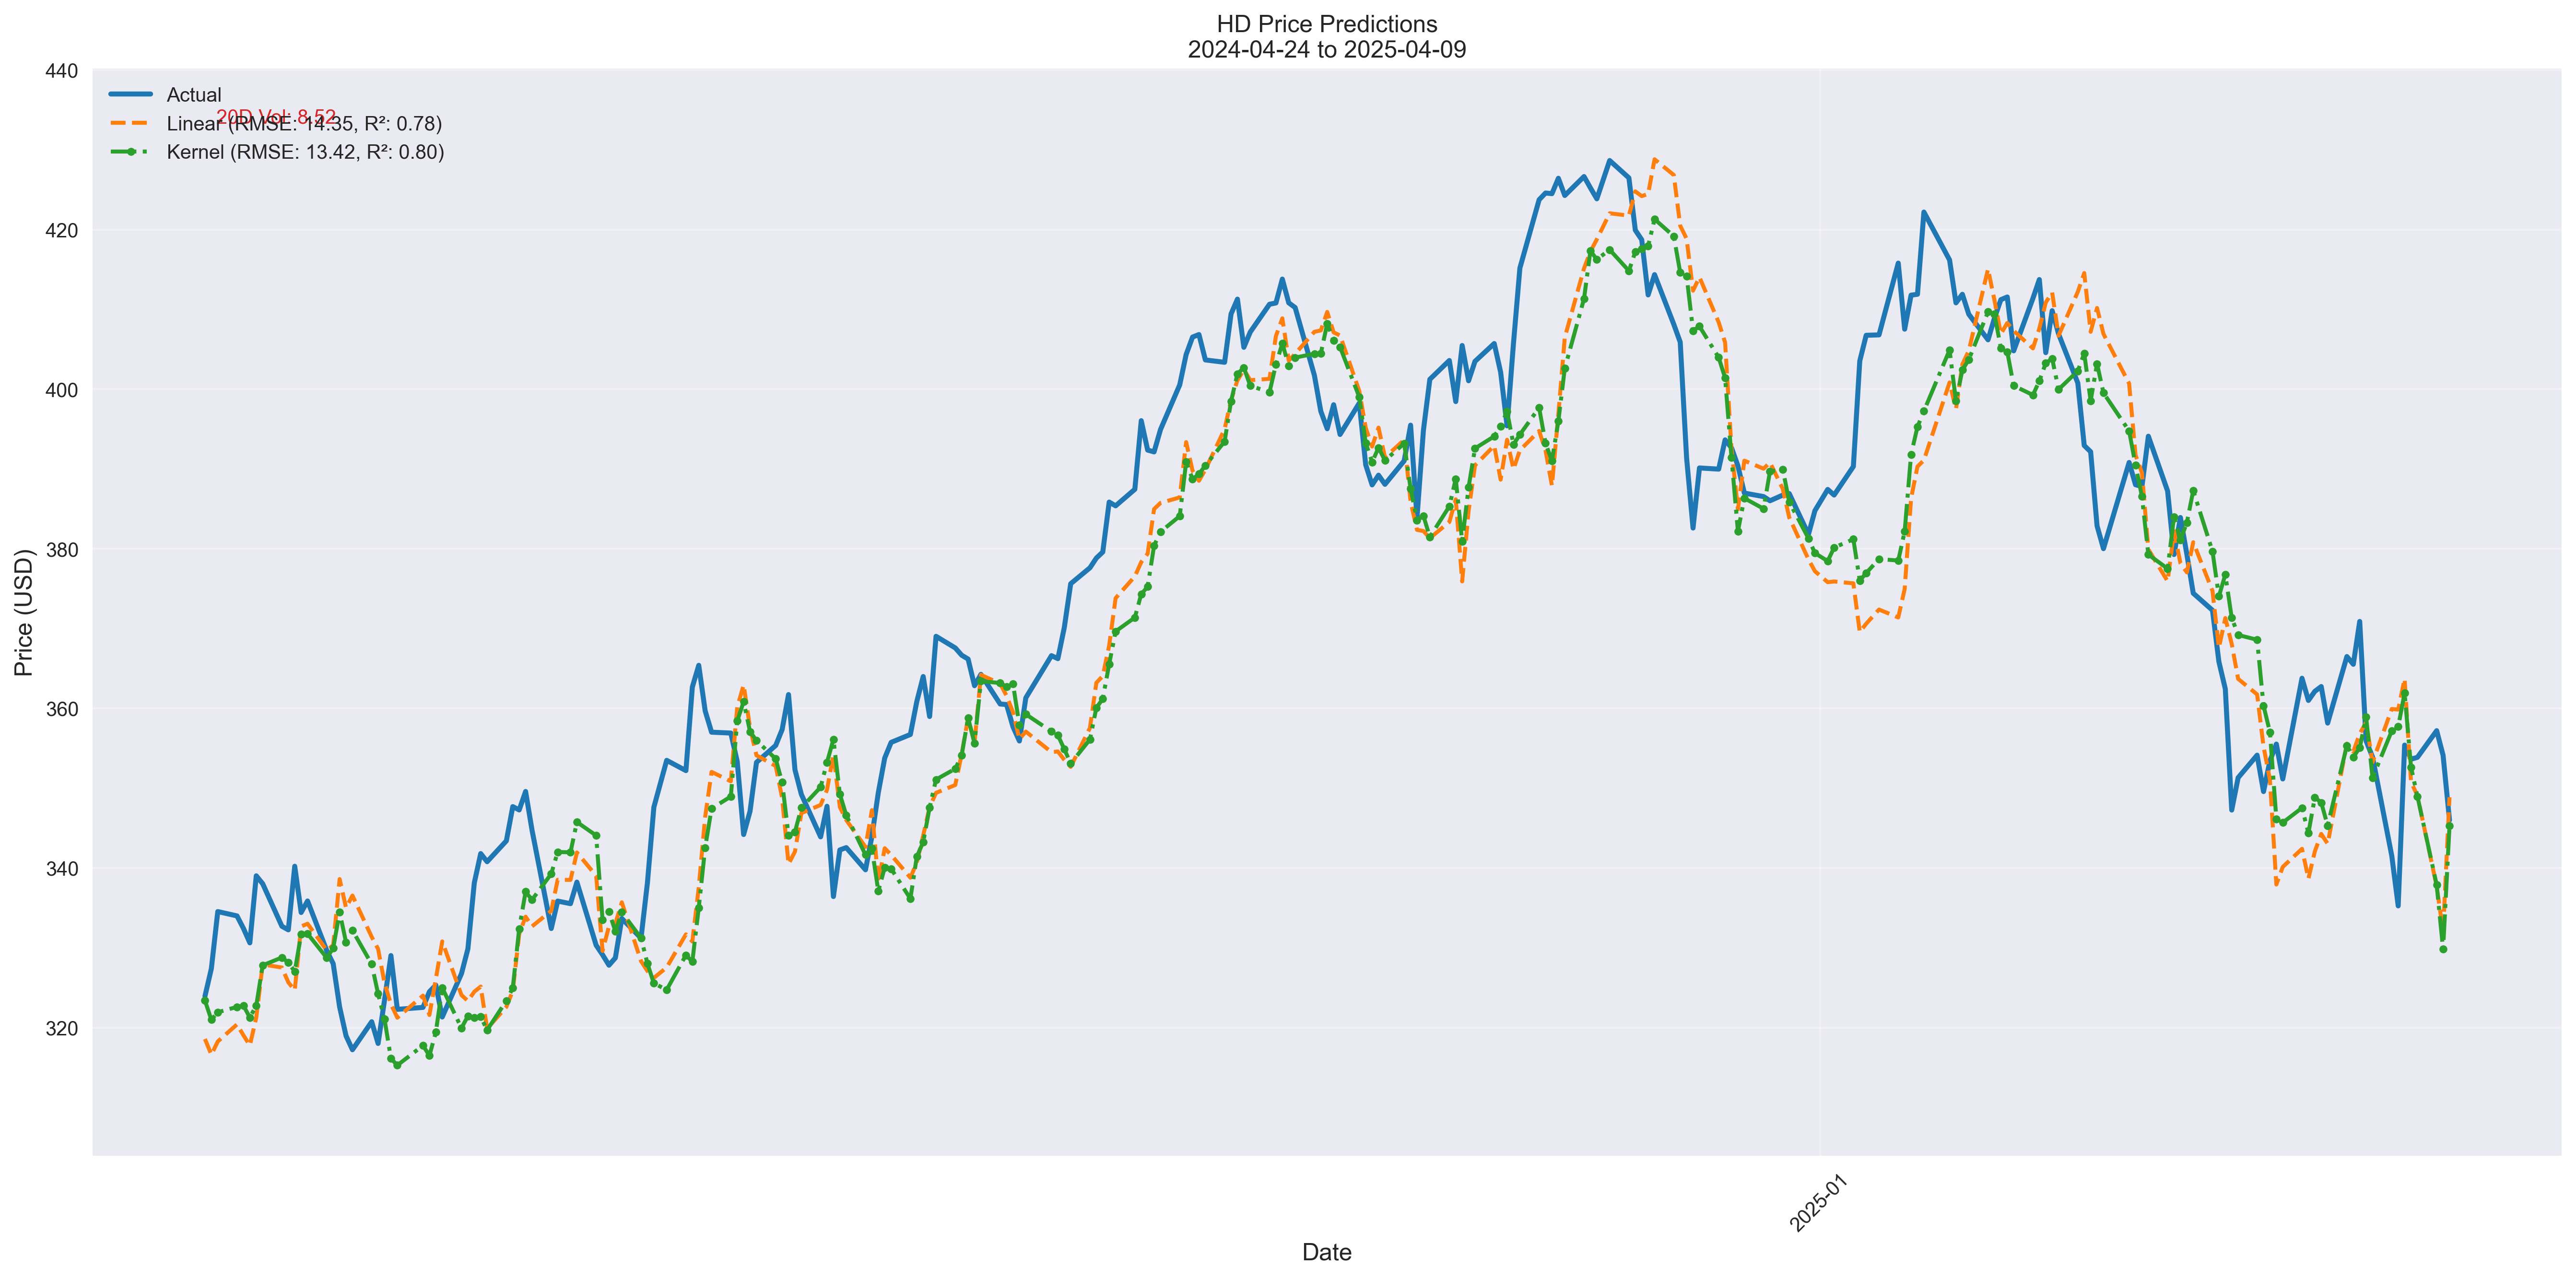 HD Price Predictions
2024-04-24 to 2025-04-09
440
420
400
380
360
340
320
Price (USD)
Actual
20D Vol: 8.52
Linear (RMSE: 14.35, R²: 0.78)
Kernel (RMSE: 13.42, R²: 0.80)
2025-01
Date